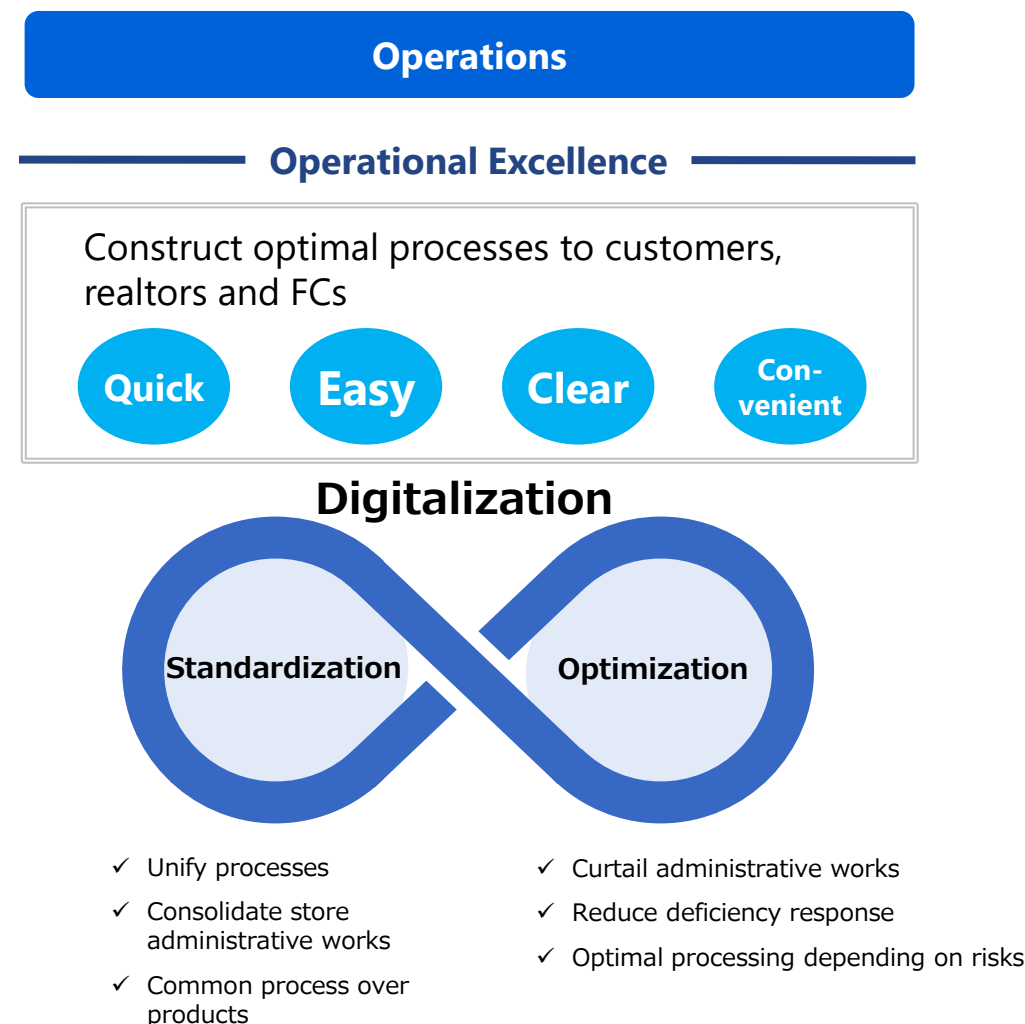 Operations
Operational Excellence
Construct optimal processes to customers,
realtors and FCs
Quick
Easy
Clear
Con-
venient
Digitalization
Standardization
Optimization
✓ Unify processes
✓ Consolidate store
administrative works
✓ Common process over
products
✓ Curtail administrative works
✓ Reduce deficiency response
✓ Optimal processing depending on risks